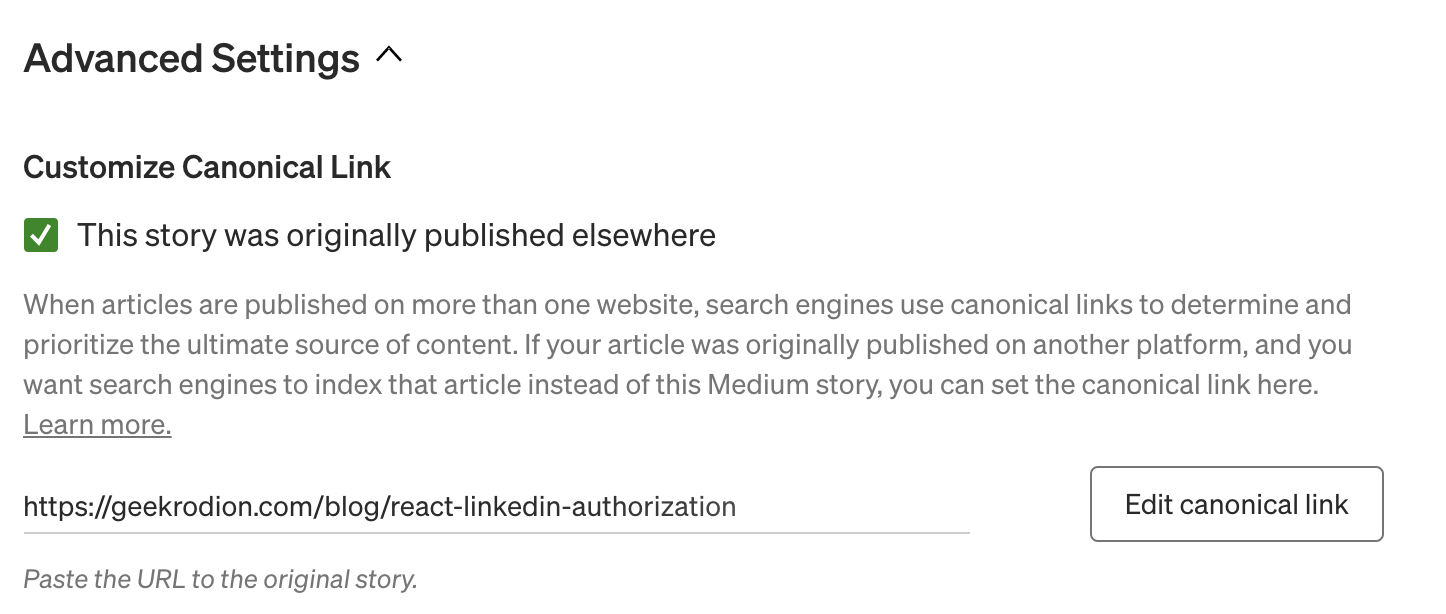 Advanced Settings
Customize Canonical Link
This story was originally published elsewhere
When articles are published on more than one website, search engines use canonical links to determine and
prioritize the ultimate source of content. If your article was originally published on another platform, and you
want search engines to index that article instead of this Medium story, you can set the canonical link here.
Learn more.
https://geekrodion.com/blog/react-linkedin-authorization
Edit canonical link
Paste the URL to the original story.